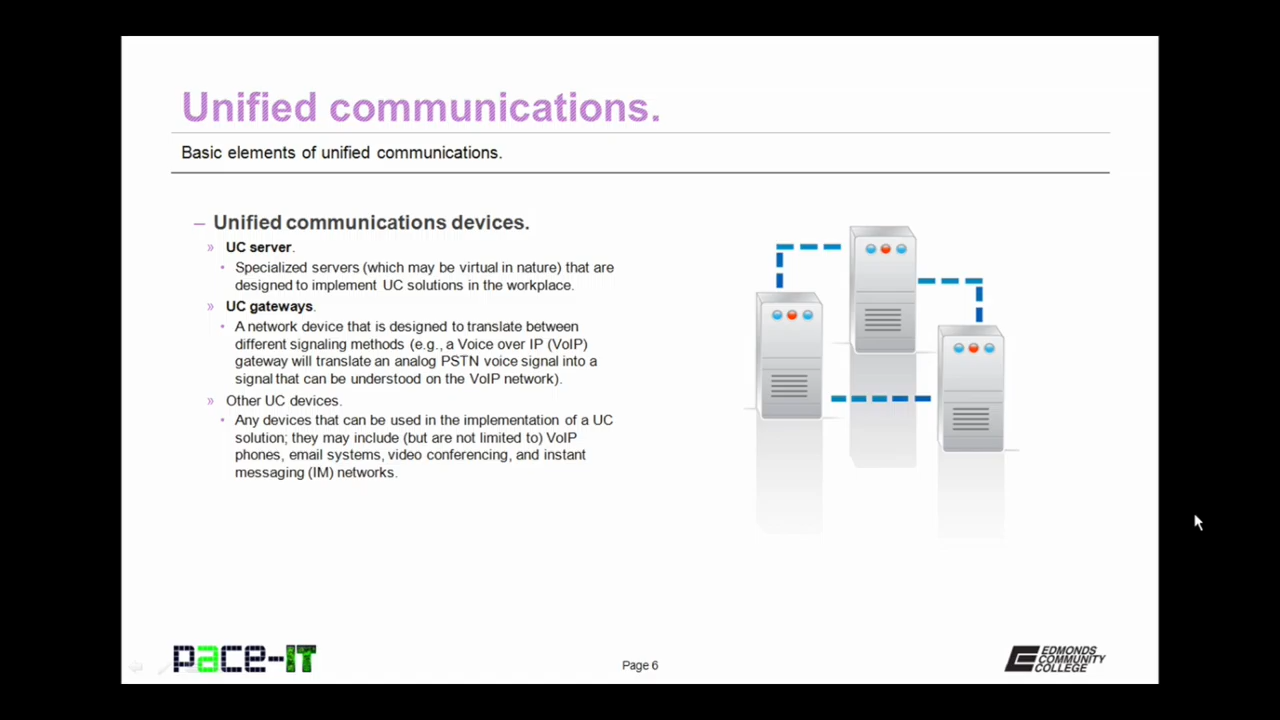 Unified communications.
Basic elements of unified communications.
– Unified communications devices.
» UC server.
• Specialized servers (which may be virtual in nature) that are
designed to implement UC solutions in the workplace.
» UC gateways.
• A network device that is designed to translate between
different signaling methods (e.g., a Voice over IP (VoIP)
gateway will translate an analog PSTN voice signal into a
signal that can be understood on the VoIP network).
» Other UC devices.
• Any devices that can be used in the implementation of a UC
solution; they may include (but are not limited to) VoIP
phones, email systems, video conferencing, and instant
messaging (IM) networks.
pace-IT
Page 6
EDMONDS
COMMUNITY
COLLEGE